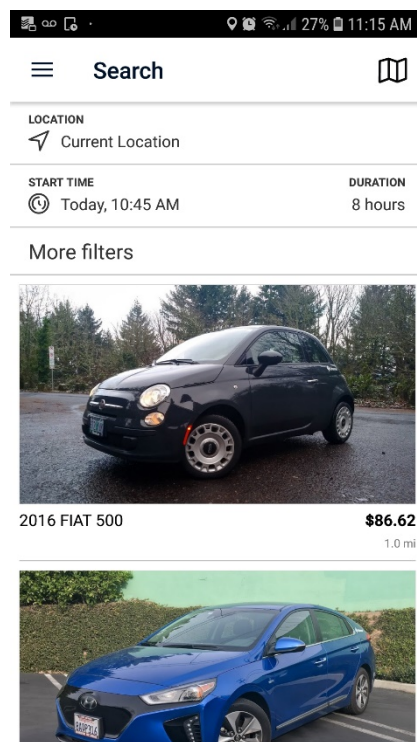 27% 11:15 AM
Search
LOCATION
Current Location
START TIME DURATION
Today, 10:45 AM 8 hours
More filters
2016 FIAT 500 $86.62
1.0 mi